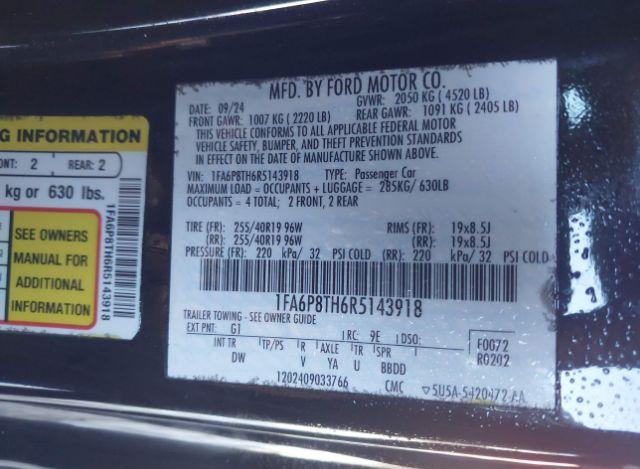 G INFORMATION
ONT: 2 REAR: 2
kg or 630 lbs.
SEE OWNERS
MANUAL FOR
ADDITIONAL
INFORMATION
1FA6P8TH6R5143918
MFD. BY FORD MOTOR CO.
DATE: 09/24 GVWR: 2050 KG ( 4520 LB)
FRONT GAWR: 1007 KG ( 2220 LB) REAR GAWR: 1091 KG ( 2405 LB)
THIS VEHICLE CONFORMS TO ALL APPLICABLE FEDERAL MOTOR
VEHICLE SAFETY, BUMPER, AND THEFT PREVENTION STANDARDS
IN EFFECT ON THE DATE OF MANUFACTURE SHOWN ABOVE.
VIN: 1FA6P8TH6R5143918 TYPE: Passenger Car
MAXIMUM LOAD = OCCUPANTS + LUGGAGE = 285KG/ 630LB
OCCUPANTS = 4 TOTAL; 2 FRONT, 2 REAR
TIRE (FR): 255/40R19 96W RIMS (FR): 19x8.5J
(RR): 255/40R19 96W (RR): 19x8.5J
PRESSURE (FR): 220 kPa/ 32 PSI COLD (RR): 220 kPa/ 32 PSI COLD
1FA6P8TH6R5143918
TRAILER TOWING - SEE OWNER GUIDE
EXT PNT: G1 RC: 9E DSO: F0072
INT TR TP/PS R AXLE TR SPR R0202
DW V YA U BBDD
1202409033766 CMC 5U5A-5420472-AA